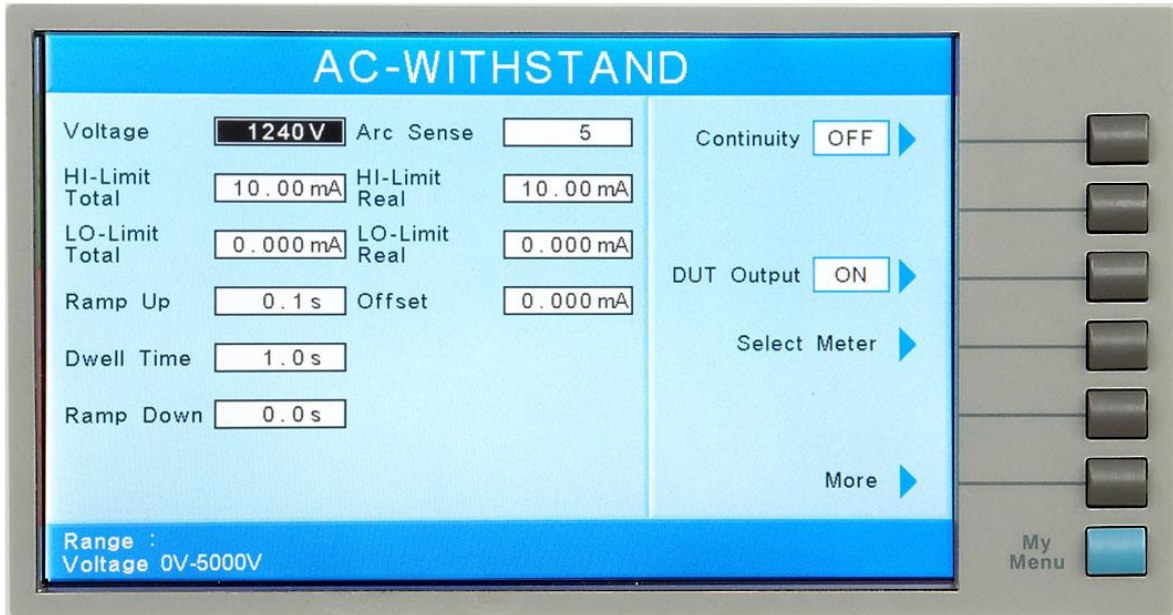 AC-WITHSTAND
Voltage 1240V Arc Sense 5
HI-Limit Total 10.00mA HI-Limit Real 10.00mA
LO-Limit Total 0.000mA LO-Limit Real 0.000mA
Ramp Up 0.1s Offset 0.000mA
Dwell Time 1.0s
Ramp Down 0.0s
Continuity OFF
DUT Output ON
Select Meter
More
Range :
Voltage 0V-5000V
My
Menu